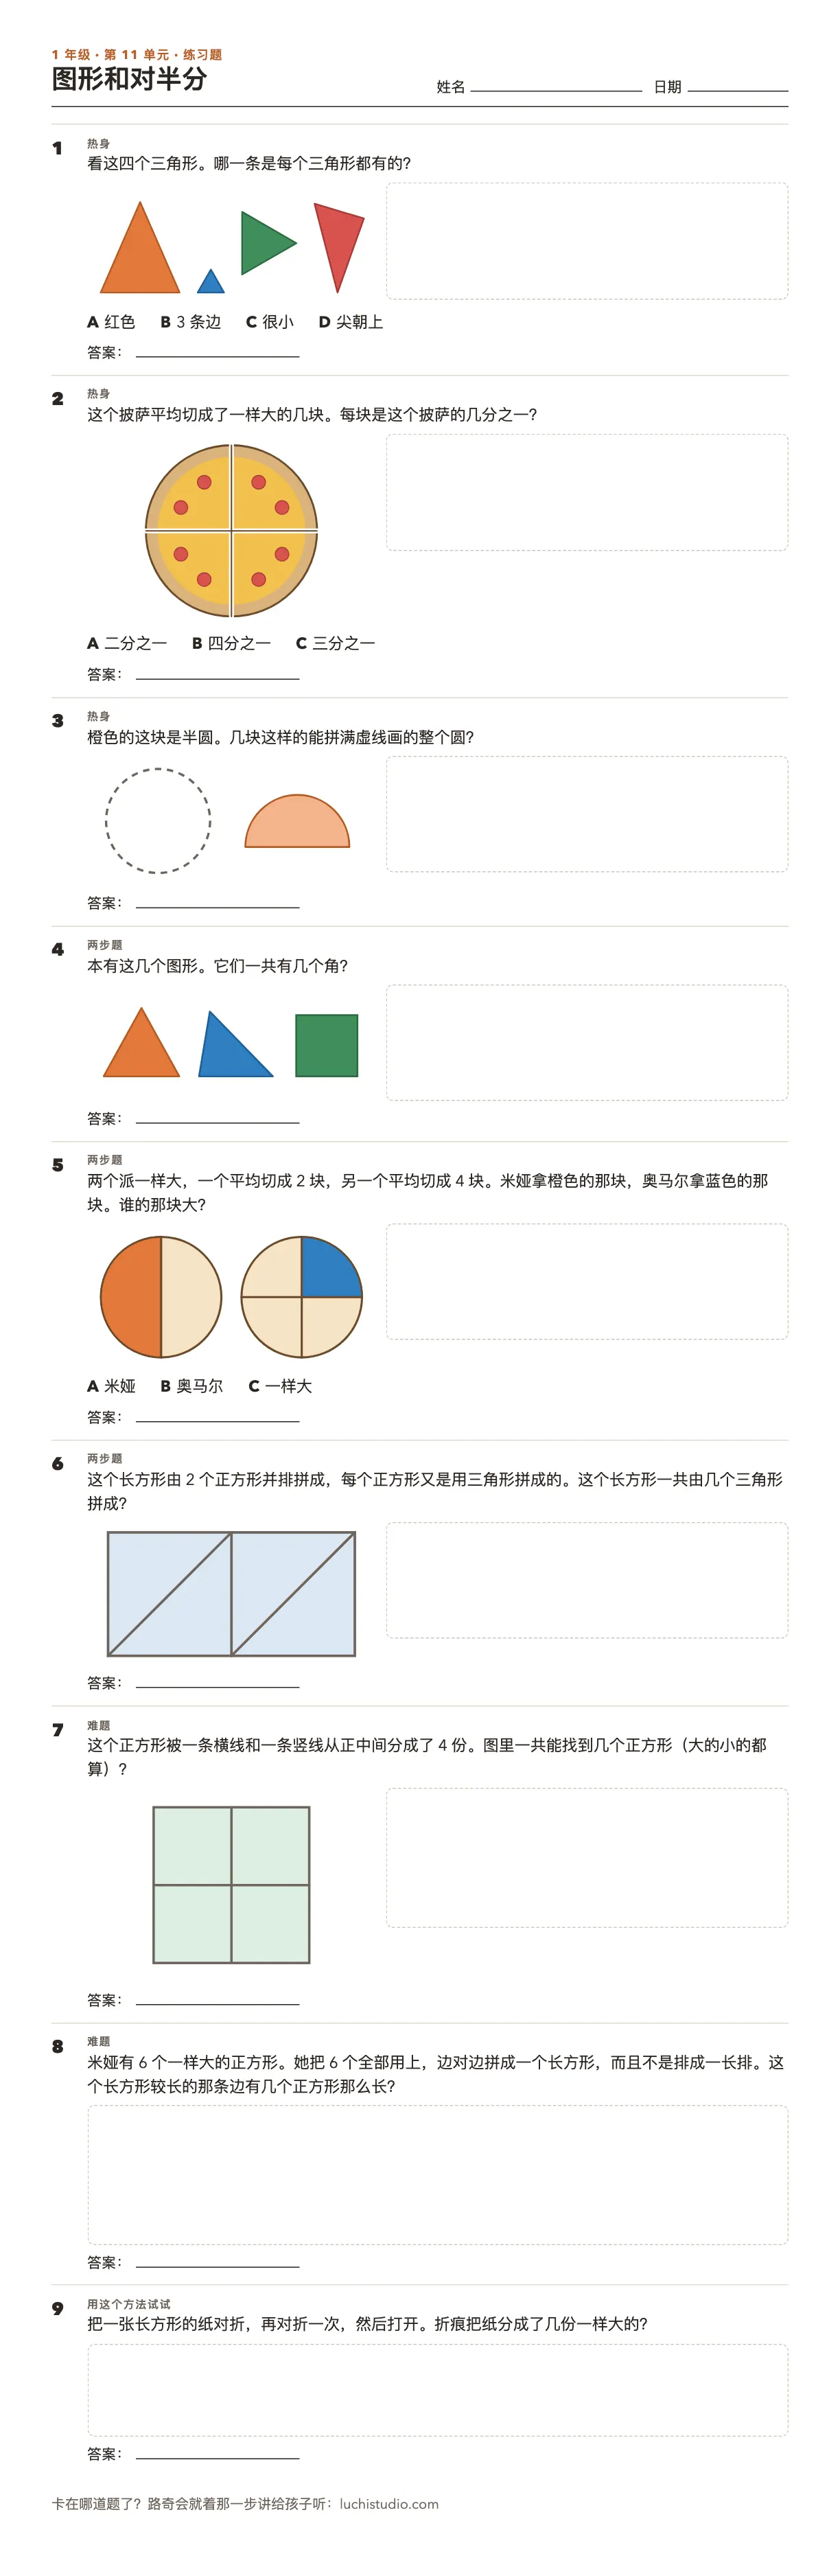 1 年级·第 11 单元·练习题
图形和对半分
姓名
日期
1
热身
看这四个三角形。哪一条是每个三角形都有的?
A 红色 B 3 条边 C 很小 D 尖朝上
答案:
2
热身
这个披萨平均切成了一样大的几块。每块是这个披萨的几分之一?
A 二分之一 B 四分之一 C 三分之一
答案:
3
热身
橙色的这块是半圆。几块这样的能拼满虚线画的整个圆?
答案:
4
两步题
本有这几个图形。它们一共有几个角?
答案:
5
两步题
两个派一样大，一个平均切成 2 块，另一个平均切成 4 块。米娅拿橙色的那块，奥马尔拿蓝色的那
块。谁的那块大?
A 米娅 B 奥马尔 C 一样大
答案:
6
两步题
这个长方形由 2 个正方形并排拼成，每个正方形又是用三角形拼成的。这个长方形一共由几个三角形
拼成?
答案:
7
难题
这个正方形被一条横线和一条竖线从正中间分成了 4 份。图里一共能找到几个正方形（大的小的都
算）?
答案:
8
难题
米娅有 6 个一样大的正方形。她把 6 个全部用上，边对边拼成一个长方形，而且不是排成一长排。这
个长方形较长的那条边有几个正方形那么长?
答案:
9
用这个方法试试
把一张长方形的纸对折，再对折一次，然后打开。折痕把纸分成了几份一样大的?
答案:
卡在哪道题了? 路奇会就着那一步讲给孩子听: luchistudio.com